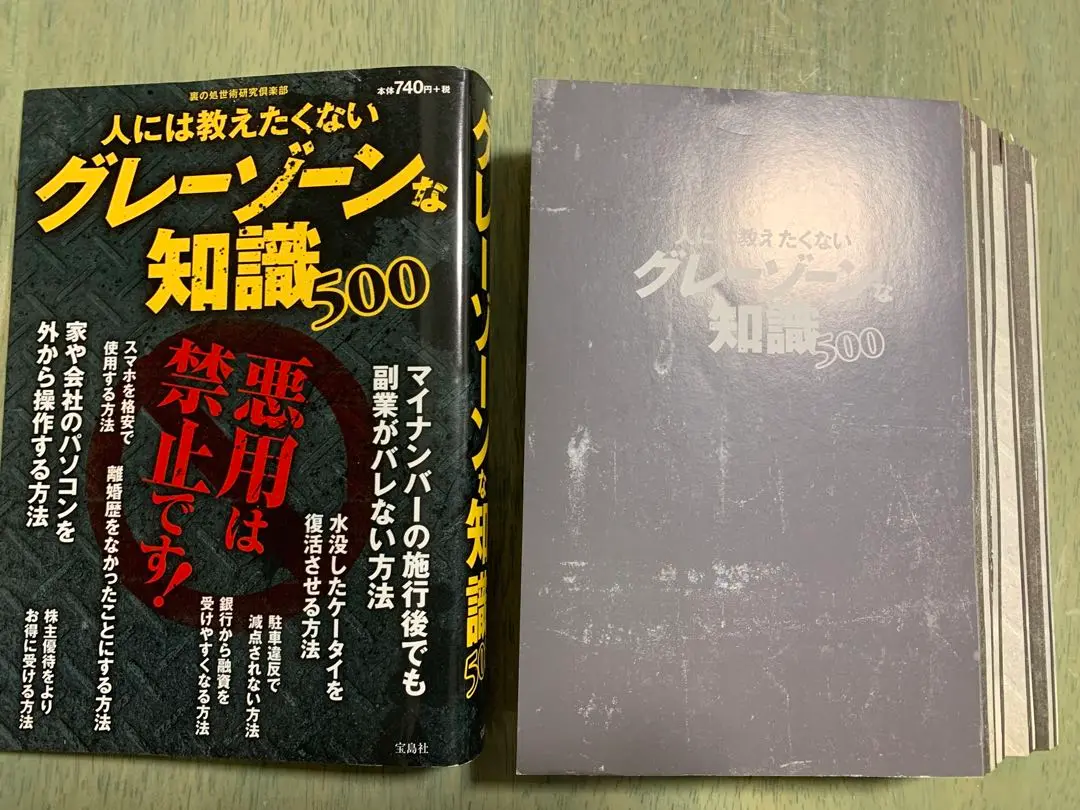 裏の処世術研究倶楽部
本体740円+税
人には教えたくない
グレーゾーンな
知識500
悪用は
禁止です!
マイナンバーの施行後でも
副業がバレない方法
水没したケータイを
復活させる方法
駐車違反で
減点されない方法
銀行から融資を
受けやすくなる方法
離婚歴をなかったことにする方法
スマホを格安で
使用する方法
家や会社のパソコンを
外から操作する方法
株主優待をより
お得に受ける方法
宝島社
グレーゾーンな知識50
人には教えたくない
グレーゾーンな
知識500